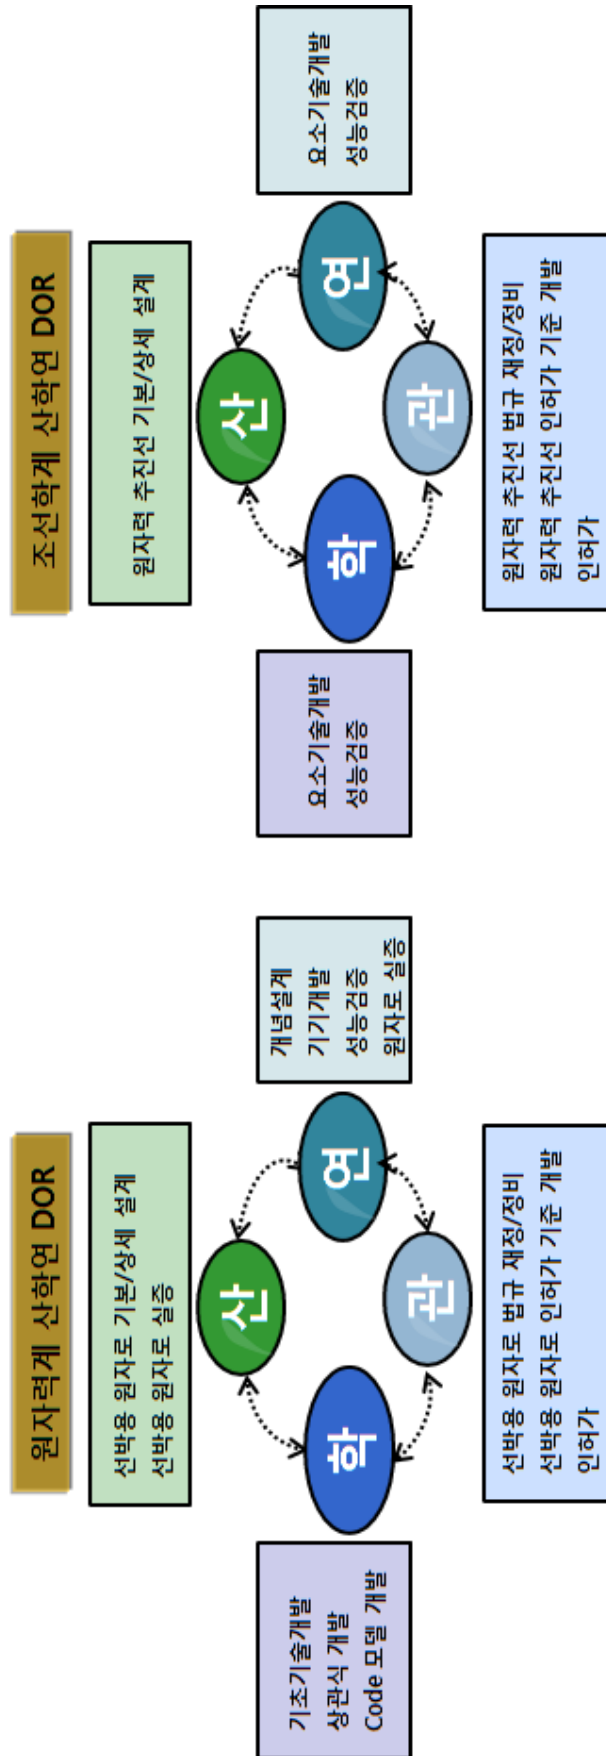 원자력계 산학연 DOR
선박용 원자로 기본/상세 설계
선박용 원자로 실증
산
기초기술개발
상관식 개발
Code 모델 개발
학
연
개념설계
기기개발
성능검증
원자로 실증
관
선박용 원자로 법규 재정/정비
선박용 원자로 인허가 기준 개발
인허가
조선학계 산학연 DOR
원자력 추진선 기본/상세 설계
산
요소기술개발
성능검증
학
연
요소기술개발
성능검증
관
원자력 추진선 법규 재정/정비
원자력 추진선 인허가 기준 개발
인허가